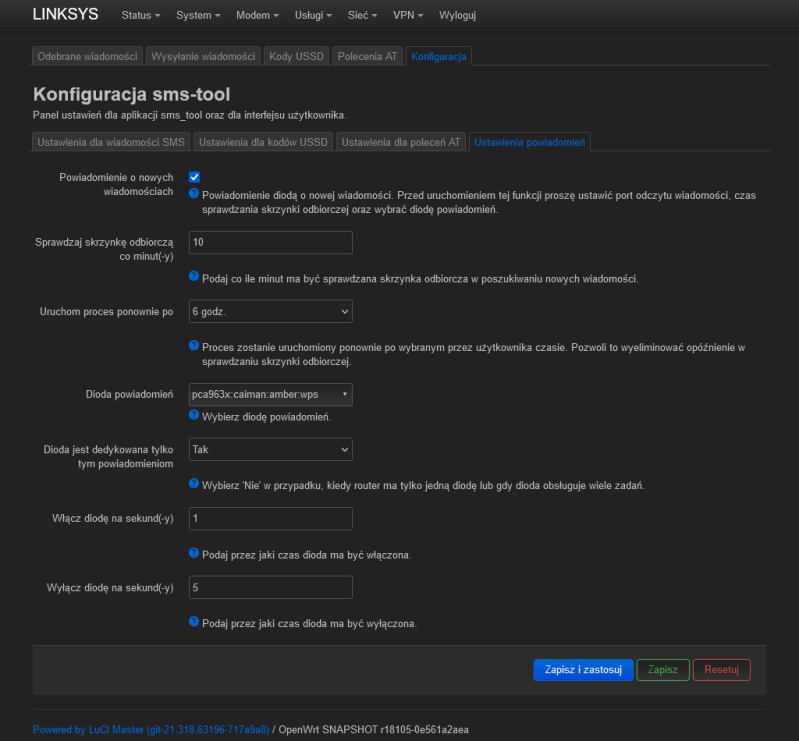 LINKSYS Status System Modem Usługi Sieć VPN Wyloguj
Odebrane wiadomości Wysyłanie wiadomości Kody USSD Polecenia AT Konfiguracja
Konfiguracja sms-tool
Panel ustawień dla aplikacji sms_tool oraz dla interfejsu użytkownika.
Ustawienia dla wiadomości SMS Ustawienia dla kodów USSD Ustawienia dla poleceń AT Ustawienia powiadomień
Powiadomienie o nowych
wiadomościach
Powiadomienie diodą o nowej wiadomości. Przed uruchomieniem tej funkcji proszę ustawić port odczytu wiadomości, czas
sprawdzania skrzynki odbiorczej oraz wybrać diodę powiadomień.
Sprawdzaj skrzynkę odbiorczą
co minut(-y)
10
Podaj co ile minut ma być sprawdzana skrzynka odbiorcza w poszukiwaniu nowych wiadomości.
Uruchom proces ponownie po
6 godz.
Proces zostanie uruchomiony ponownie po wybranym przez użytkownika czasie. Pozwoli to wyeliminować opóźnienie w
sprawdzaniu skrzynki odbiorczej.
Dioda powiadomień
pca963x:caiman:amber:wps
Wybierz diodę powiadomień.
Dioda jest dedykowana tylko
tym powiadomieniom
Tak
Wybierz 'Nie' w przypadku, kiedy router ma tylko jedną diodę lub gdy dioda obsługuje wiele zadań.
Włącz diodę na sekund(-y)
1
Podaj przez jaki czas dioda ma być włączona.
Wyłącz diodę na sekund(-y)
5
Podaj przez jaki czas dioda ma być wyłączona.
Zapisz i zastosuj Zapisz Resetuj
Powered by LuCI Master (git-21.318.63196-717a9a8) / OpenWrt SNAPSHOT r18105-0e561a2aea